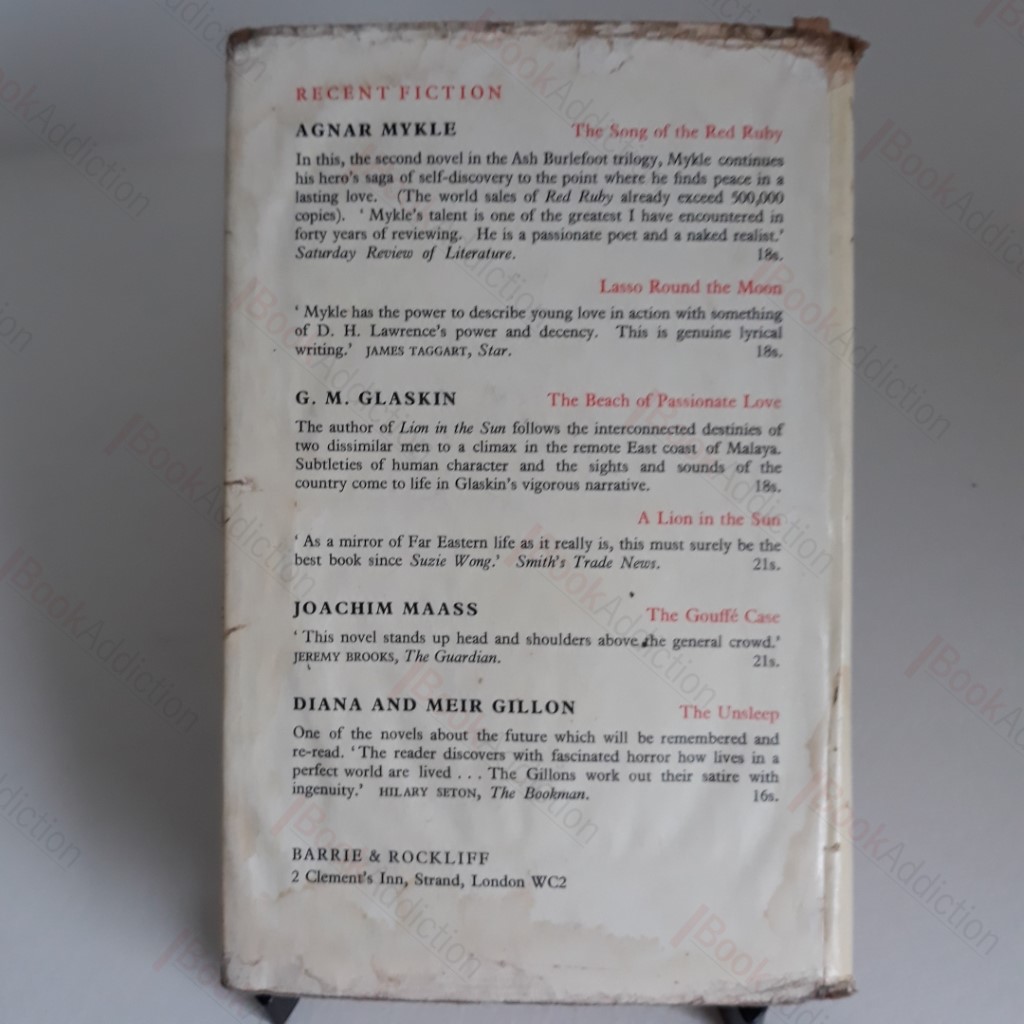 RECENT FICTION
AGNAR MYKLE The Song of the Red Ruby
In this, the second novel in the Ash Burlefoot trilogy, Mykle continues
his hero's saga of self-discovery to the point where he finds peace in a
lasting love. (The world sales of Red Ruby already exceed 500,000
copies). ‘ Mykle's talent is one of the greatest I have encountered in
forty years of reviewing. He is a passionate poet and a naked realist.’
Saturday Review of Literature. 18s.
Lasso Round the Moon
‘ Mykle has the power to describe young love in action with something
of D. H. Lawrence's power and decency. This is genuine lyrical
writing.’ JAMES TAGGART, Star. 18s.
G. M. GLASKIN The Beach of Passionate Love
The author of Lion in the Sun follows the interconnected destinies of
two dissimilar men to a climax in the remote East coast of Malaya.
Subtleties of human character and the sights and sounds of the
country come to life in Glaskin's vigorous narrative. 18s.
A Lion in the Sun
‘ As a mirror of Far Eastern life as it really is, this must surely be the
best book since Suzie Wong.’ Smith's Trade News. 21s.
JOACHIM MAASS The Gouffé Case
‘ This novel stands up head and shoulders above the general crowd.’
JEREMY BROOKS, The Guardian. 21s.
DIANA AND MEIR GILLON The Unsleep
One of the novels about the future which will be remembered and
re-read. ‘ The reader discovers with fascinated horror how lives in a
perfect world are lived . . . The Gillons work out their satire with
ingenuity.’ HILARY SETON, The Bookman. 16s.
BARRIE & ROCKLIFF
2 Clement's Inn, Strand, London WC2
BookAddiction